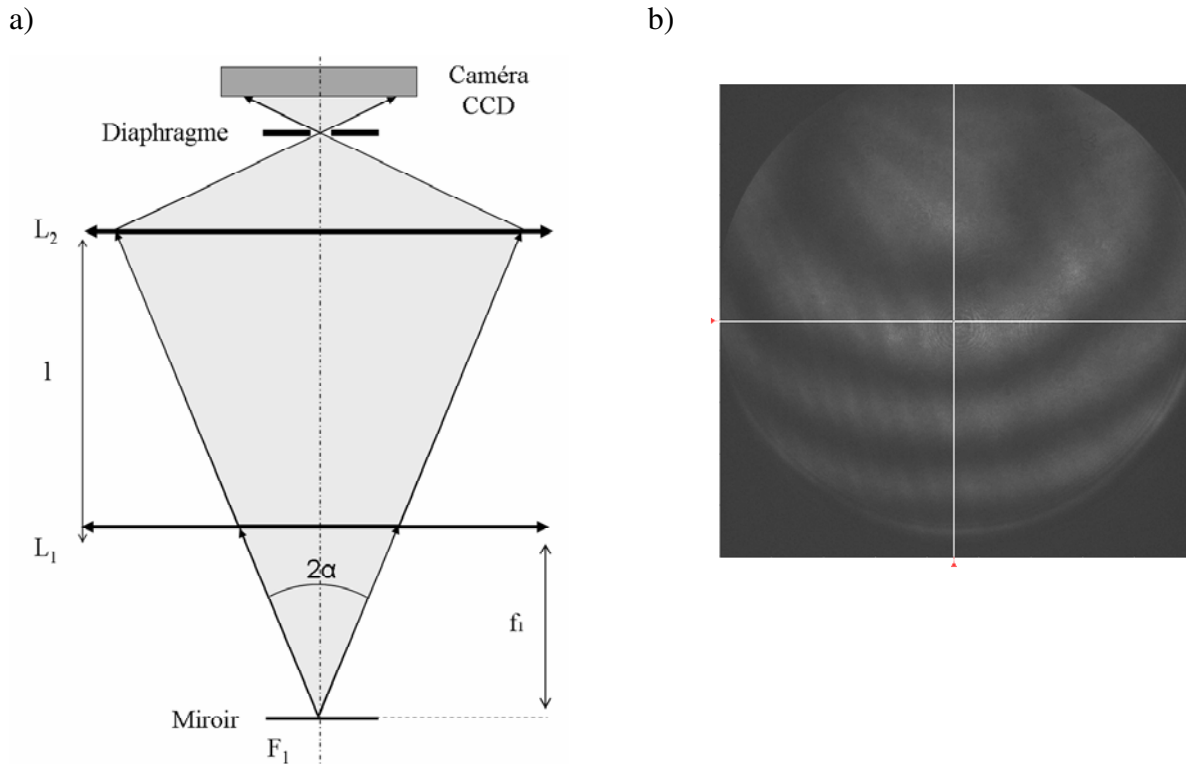 a)
b)
Caméra
CCD
Diaphragme
L₂
l
L₁
2α
f₁
Miroir
F₁